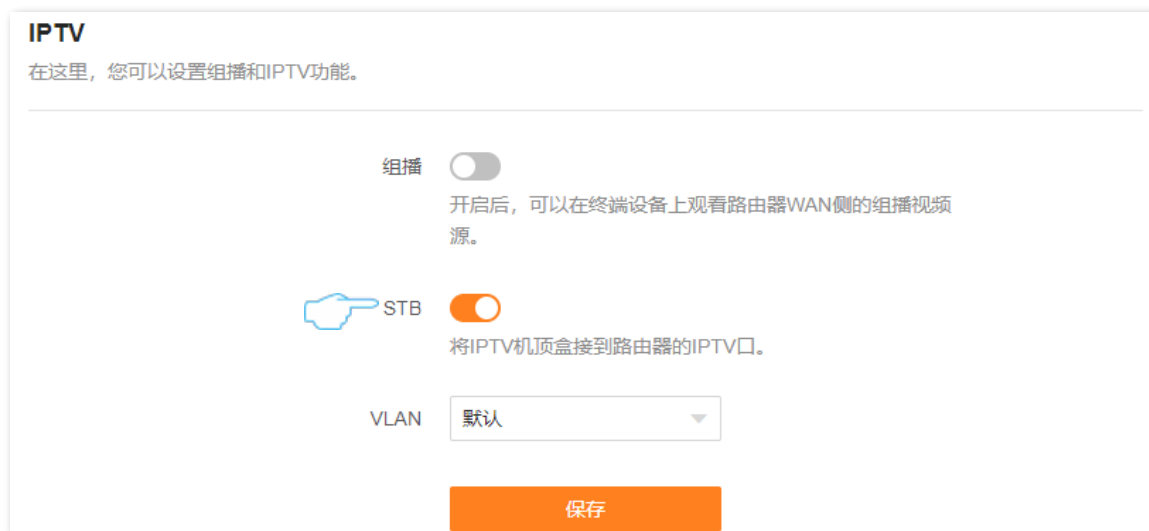 IPTV
在这里，您可以设置组播和IPTV功能。
组播
开启后，可以在终端设备上观看路由器WAN侧的组播视频
源。
STB
将IPTV机顶盒接到路由器的IPTV口。
VLAN 默认
保存